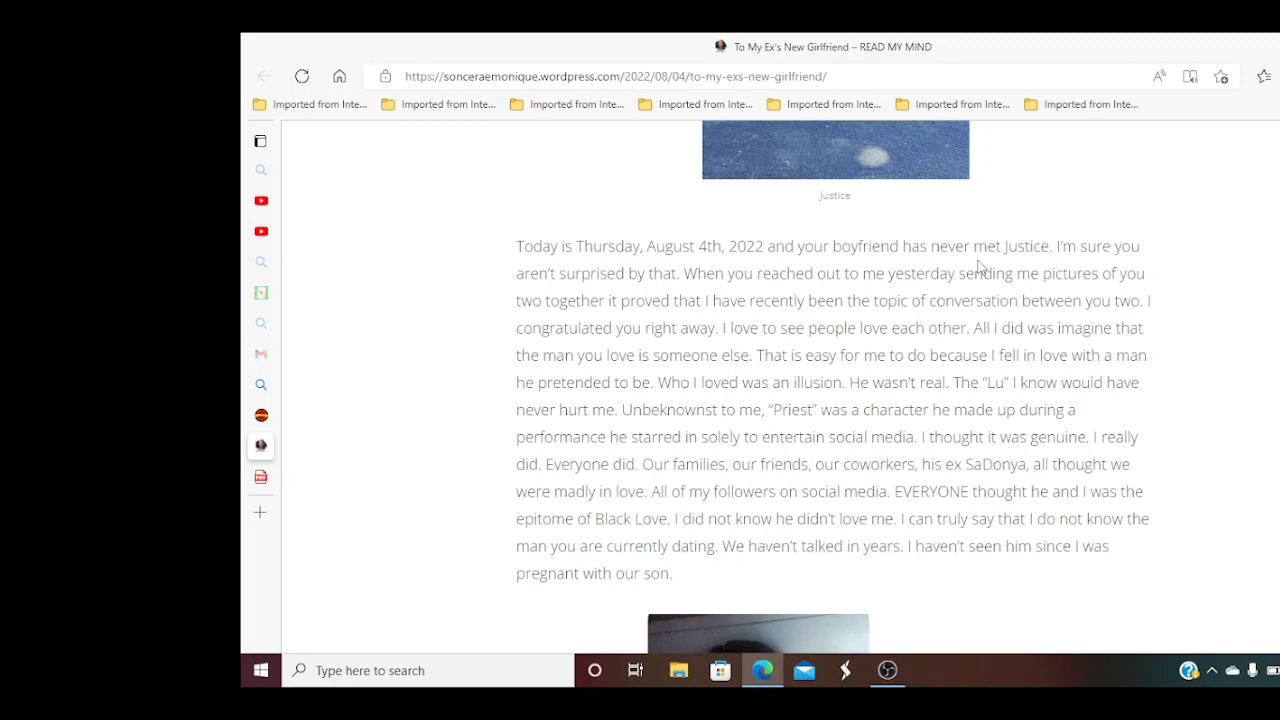 To My Ex's New Girlfriend – READ MY MIND
https://sonceraemonique.wordpress.com/2022/08/04/to-my-exs-new-girlfriend/
Imported from Inte... Imported from Inte... Imported from Inte... Imported from Inte... Imported from Inte... Imported from Inte... Imported from Inte...
Justice
Today is Thursday, August 4th, 2022 and your boyfriend has never met Justice. I'm sure you
aren't surprised by that. When you reached out to me yesterday sending me pictures of you
two together it proved that I have recently been the topic of conversation between you two. I
congratulated you right away. I love to see people love each other. All I did was imagine that
the man you love is someone else. That is easy for me to do because I fell in love with a man
he pretended to be. Who I loved was an illusion. He wasn't real. The “Lu” I know would have
never hurt me. Unbeknownst to me, “Priest” was a character he made up during a
performance he starred in solely to entertain social media. I thought it was genuine. I really
did. Everyone did. Our families, our friends, our coworkers, his ex SaDonya, all thought we
were madly in love. All of my followers on social media. EVERYONE thought he and I was the
epitome of Black Love. I did not know he didn't love me. I can truly say that I do not know the
man you are currently dating. We haven't talked in years. I haven't seen him since I was
pregnant with our son.
Type here to search